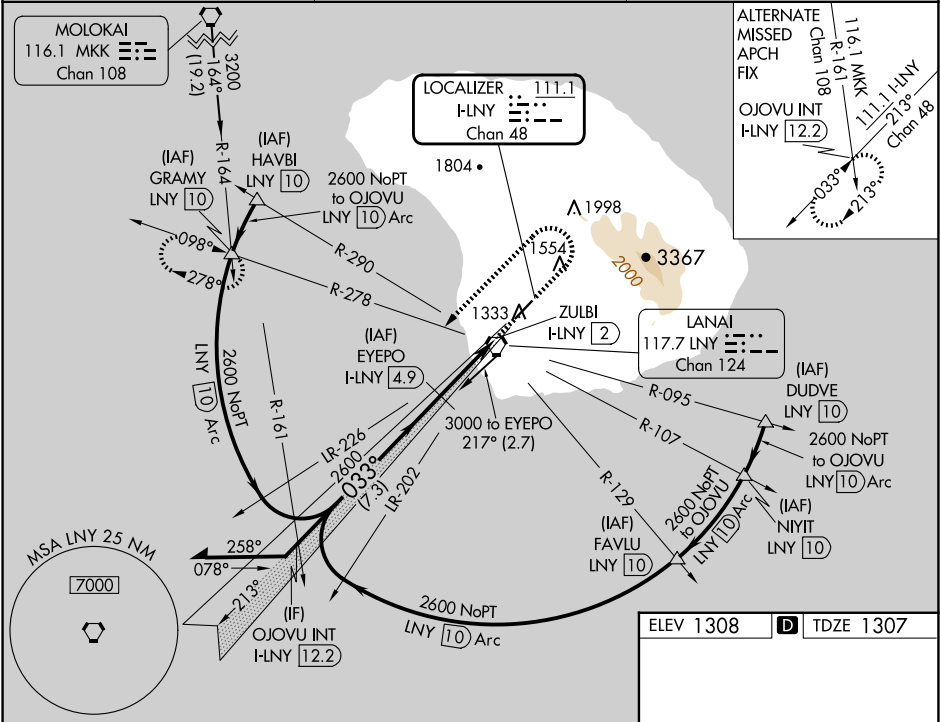 MOLOKAI
116.1 MKK
Chan 108
3200
164°
(19.2)
R-164
(IAF)
HAVBI
LNY 10
(IAF)
GRAMY
LNY 10
2600 NoPT
to OJOVU
LNY 10 Arc
098°
278°
R-290
R-278
LOCALIZER 111.1
I-LNY
Chan 48
1804
1998
1554
3367
2000
1333
ZULBI
I-LNY 2
LANAI
117.7 LNY
Chan 124
ALTERNATE
MISSED
APCH
FIX
116.1 MKK
Chan 108
R-161
111.1 I-LNY
213°
Chan 48
OJOVU INT
I-LNY 12.2
033°
213°
(IAF)
EYEPO
I-LNY 4.9
3000 to EYEPO
217° (2.7)
2600 NoPT
LNY 10 Arc
R-161
LR-226
2600
033°
(7.3)
LR-202
R-095
R-107
R-129
(IAF)
DUDVE
LNY 10
2600 NoPT
to OJOVU
LNY 10 Arc
2600 NoPT
to OJOVU
LNY 10 Arc
(IAF)
NIYIT
LNY 10
(IAF)
FAVLU
LNY 10
2600 NoPT
LNY 10 Arc
258°
078°
213°
(IF)
OJOVU INT
I-LNY 12.2
MSA LNY 25 NM
7000
ELEV 1308 D TDZE 1307